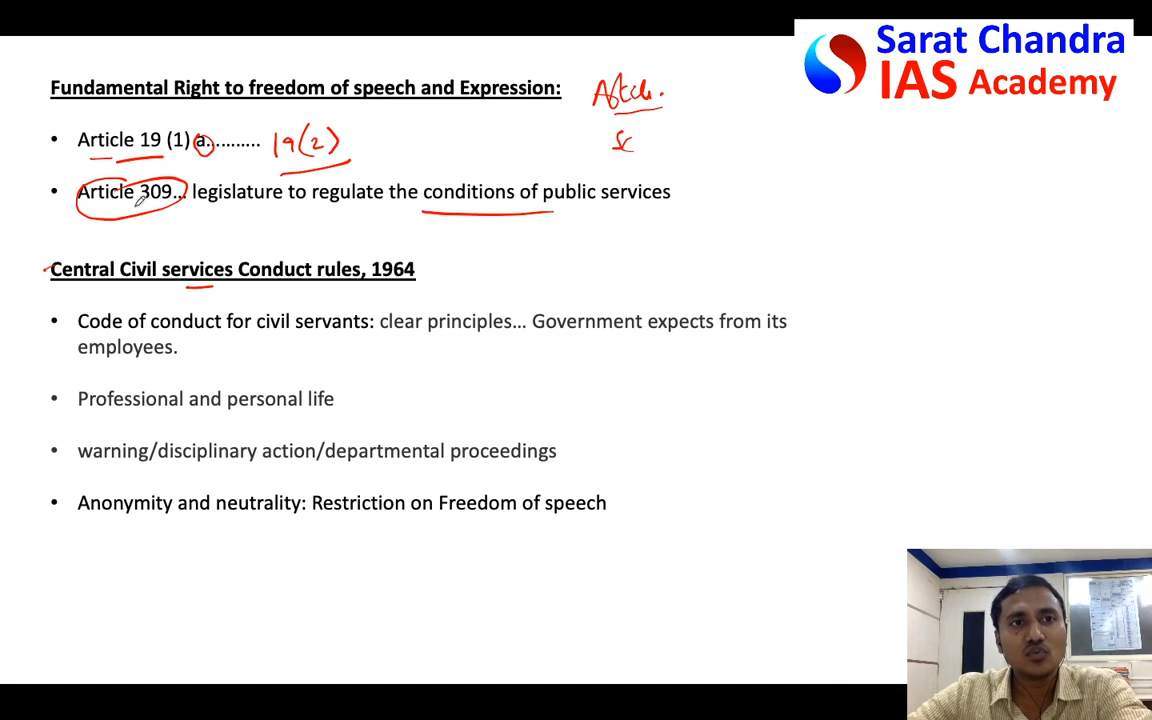 Sarat Chandra
IAS Academy
Fundamental Right to freedom of speech and Expression:
• Article 19 (1) a.......... 19(2)
SC
• Article 309... legislature to regulate the conditions of public services
Central Civil services Conduct rules, 1964
• Code of conduct for civil servants: clear principles... Government expects from its
employees.
• Professional and personal life
• warning/disciplinary action/departmental proceedings
• Anonymity and neutrality: Restriction on Freedom of speech